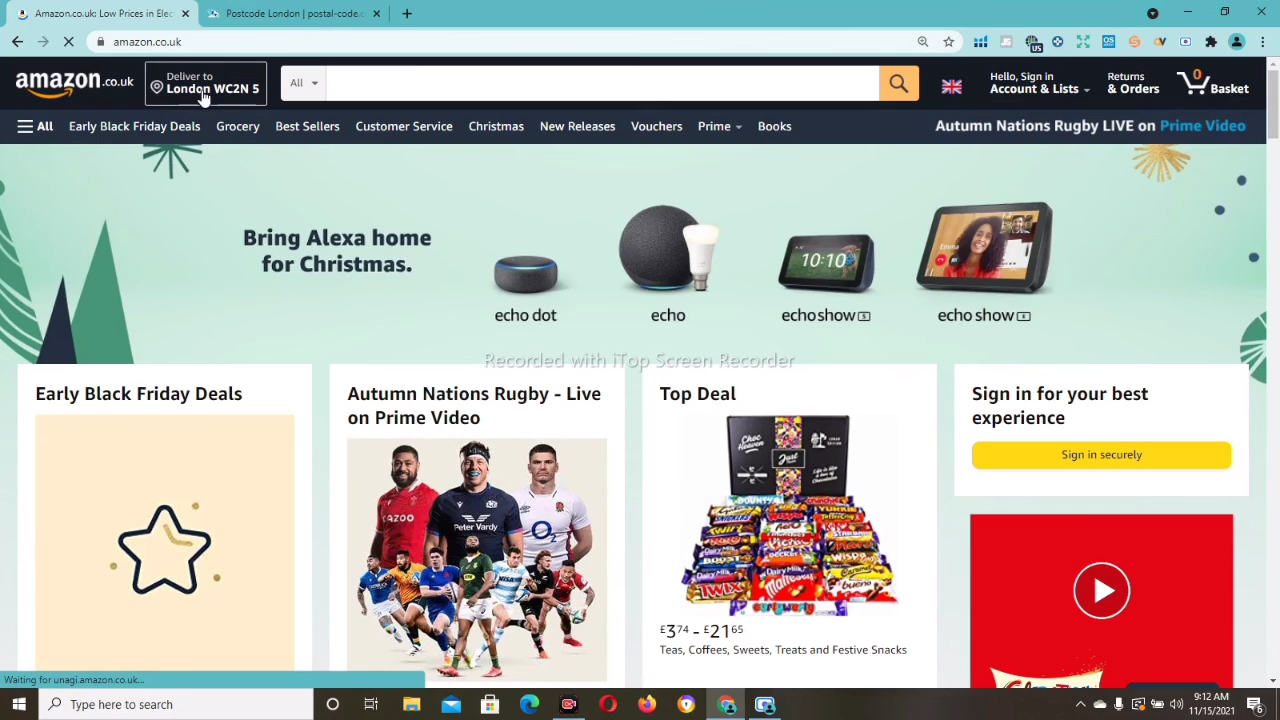 Amazon.co.uk: Low Prices in Elect
Postcode London | postal-code.c
amazon.co.uk
amazon.co.uk
Deliver to
London WC2N 5
All
Hello, Sign in
Account & Lists
Returns
& Orders
0
Basket
All
Early Black Friday Deals
Grocery
Best Sellers
Customer Service
Christmas
New Releases
Vouchers
Prime
Books
Autumn Nations Rugby LIVE on Prime Video
Bring Alexa home
for Christmas.
10:10
echo dot
echo
echo show 5
echo show 8
Recorded with iTop Screen Recorder
Early Black Friday Deals
Autumn Nations Rugby - Live
on Prime Video
Top Deal
Sign in for your best
experience
Sign in securely
£3.74 - £21.65
Teas, Coffees, Sweets, Treats and Festive Snacks
Waiting for unagi.amazon.co.uk...
Type here to search
9:12 AM
11/15/2021